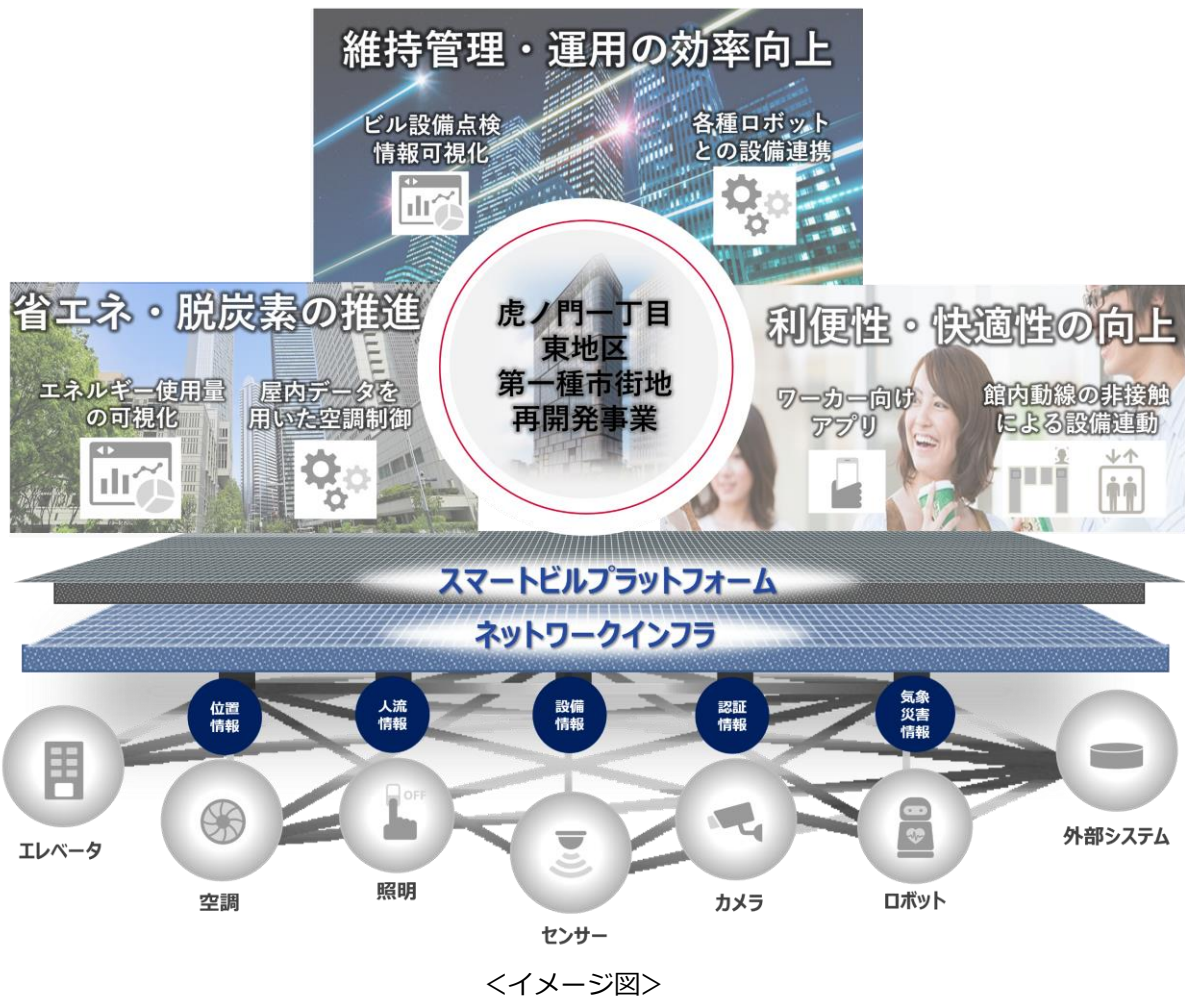 維持管理・運用の効率向上
ビル設備点検
情報可視化
各種ロボット
との設備連携
省エネ・脱炭素の推進
エネルギー使用量
の可視化
屋内データを
用いた空調制御
虎ノ門一丁目
東地区
第一種市街地
再開発事業
利便性・快適性の向上
ワーカー向け
アプリ
館内動線の非接触
による設備連動
スマートビルプラットフォーム
ネットワークインフラ
位置
情報
人流
情報
設備
情報
認証
情報
気象
災害
情報
OFF
エレベータ
空調
照明
センサー
カメラ
ロボット
外部システム
＜イメージ図＞